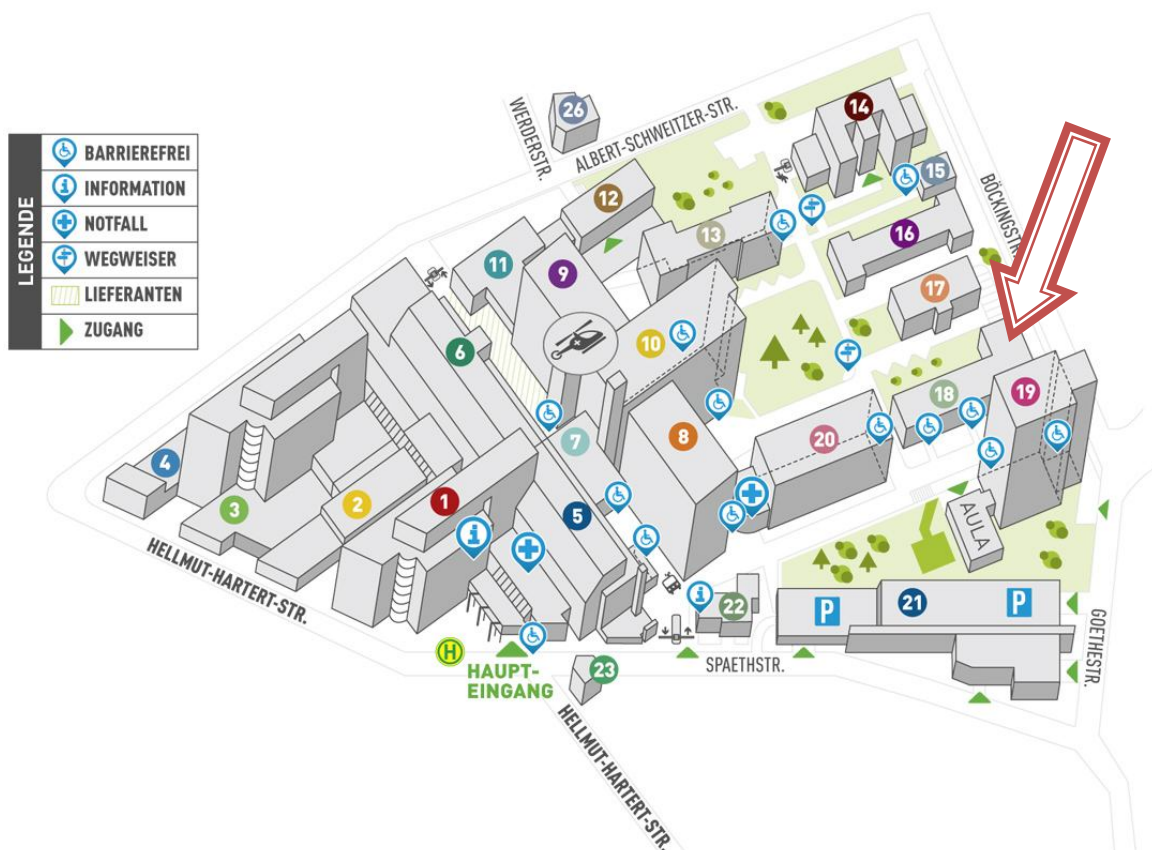 LEGENDE
BARRIEREFREI
INFORMATION
NOTFALL
WEGWEISER
LIEFERANTEN
ZUGANG
26
WERDERSTR.
ALBERT-SCHWEITZER-STR.
14
15
BÖCKINGSTR.
12
13
16
11
9
17
10
6
18
19
7
8
20
4
3
2
1
5
AULA
HELLMUT-HARTERT-STR.
22
P
21
P
H
HAUPT-
EINGANG
23
SPAETHSTR.
GOETHESTR.
HELLMUT-HARTERT-STR.